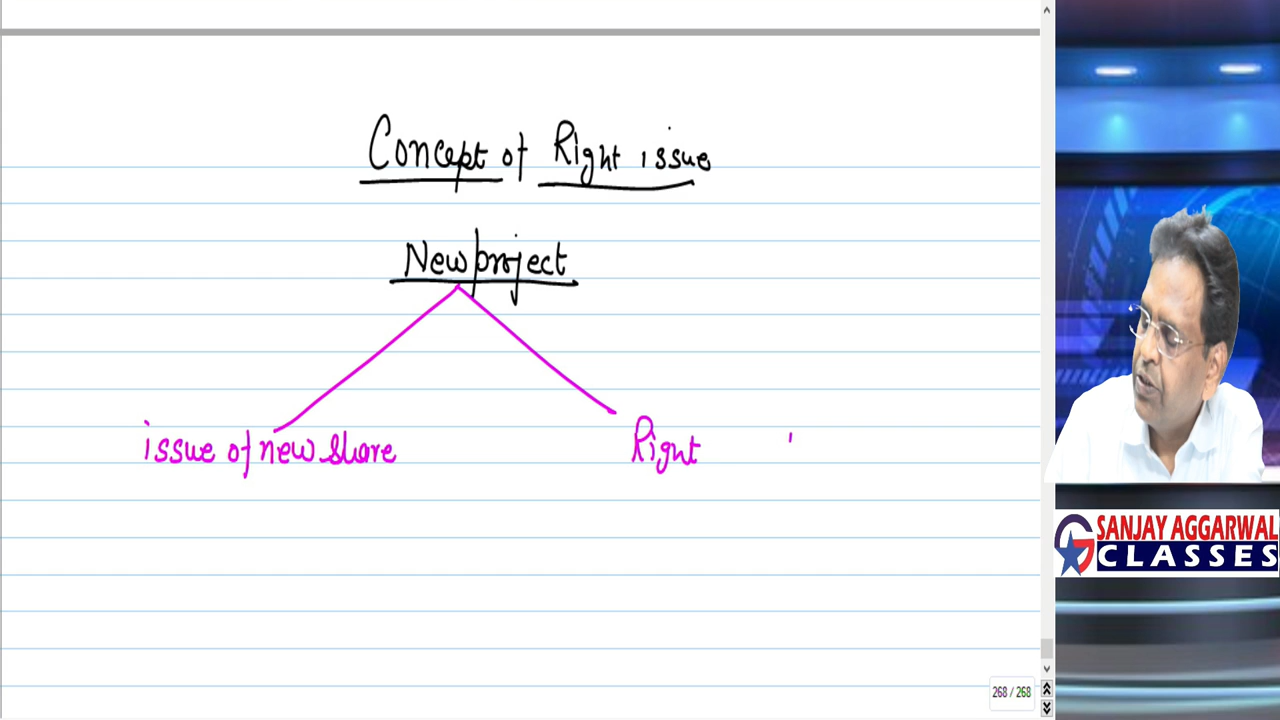 Concept of Right issue
New project
issue of new share
Right
SANJAY AGGARWAL
CLASSES
268 / 268